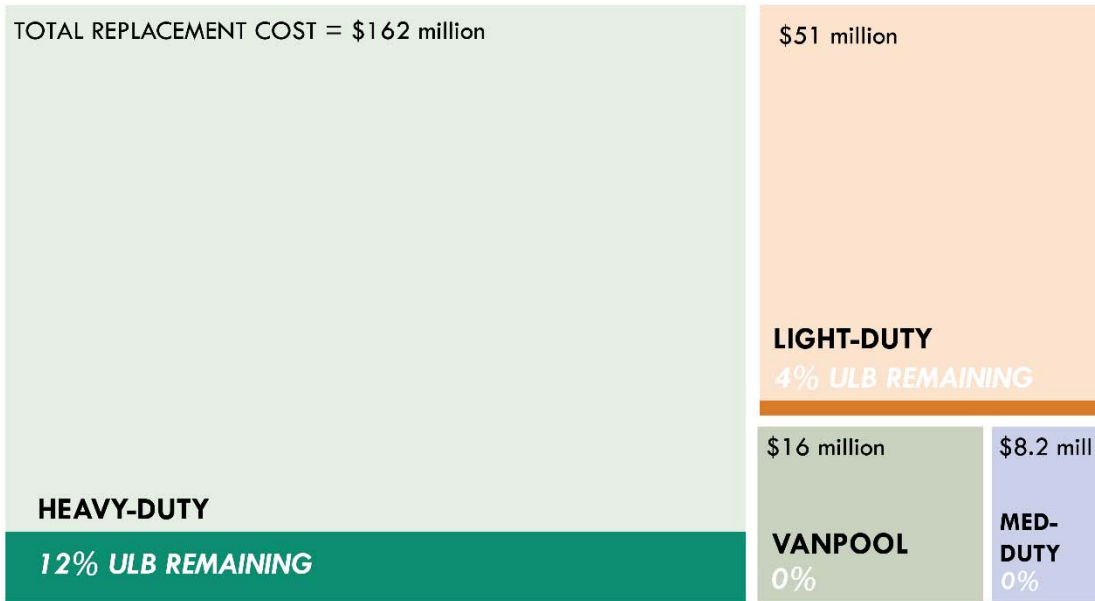 TOTAL REPLACEMENT COST = $162 million
HEAVY-DUTY
12% ULB REMAINING
$51 million
LIGHT-DUTY
4% ULB REMAINING
$16 million
VANPOOL
0%
$8.2 mill
MED-
DUTY
0%